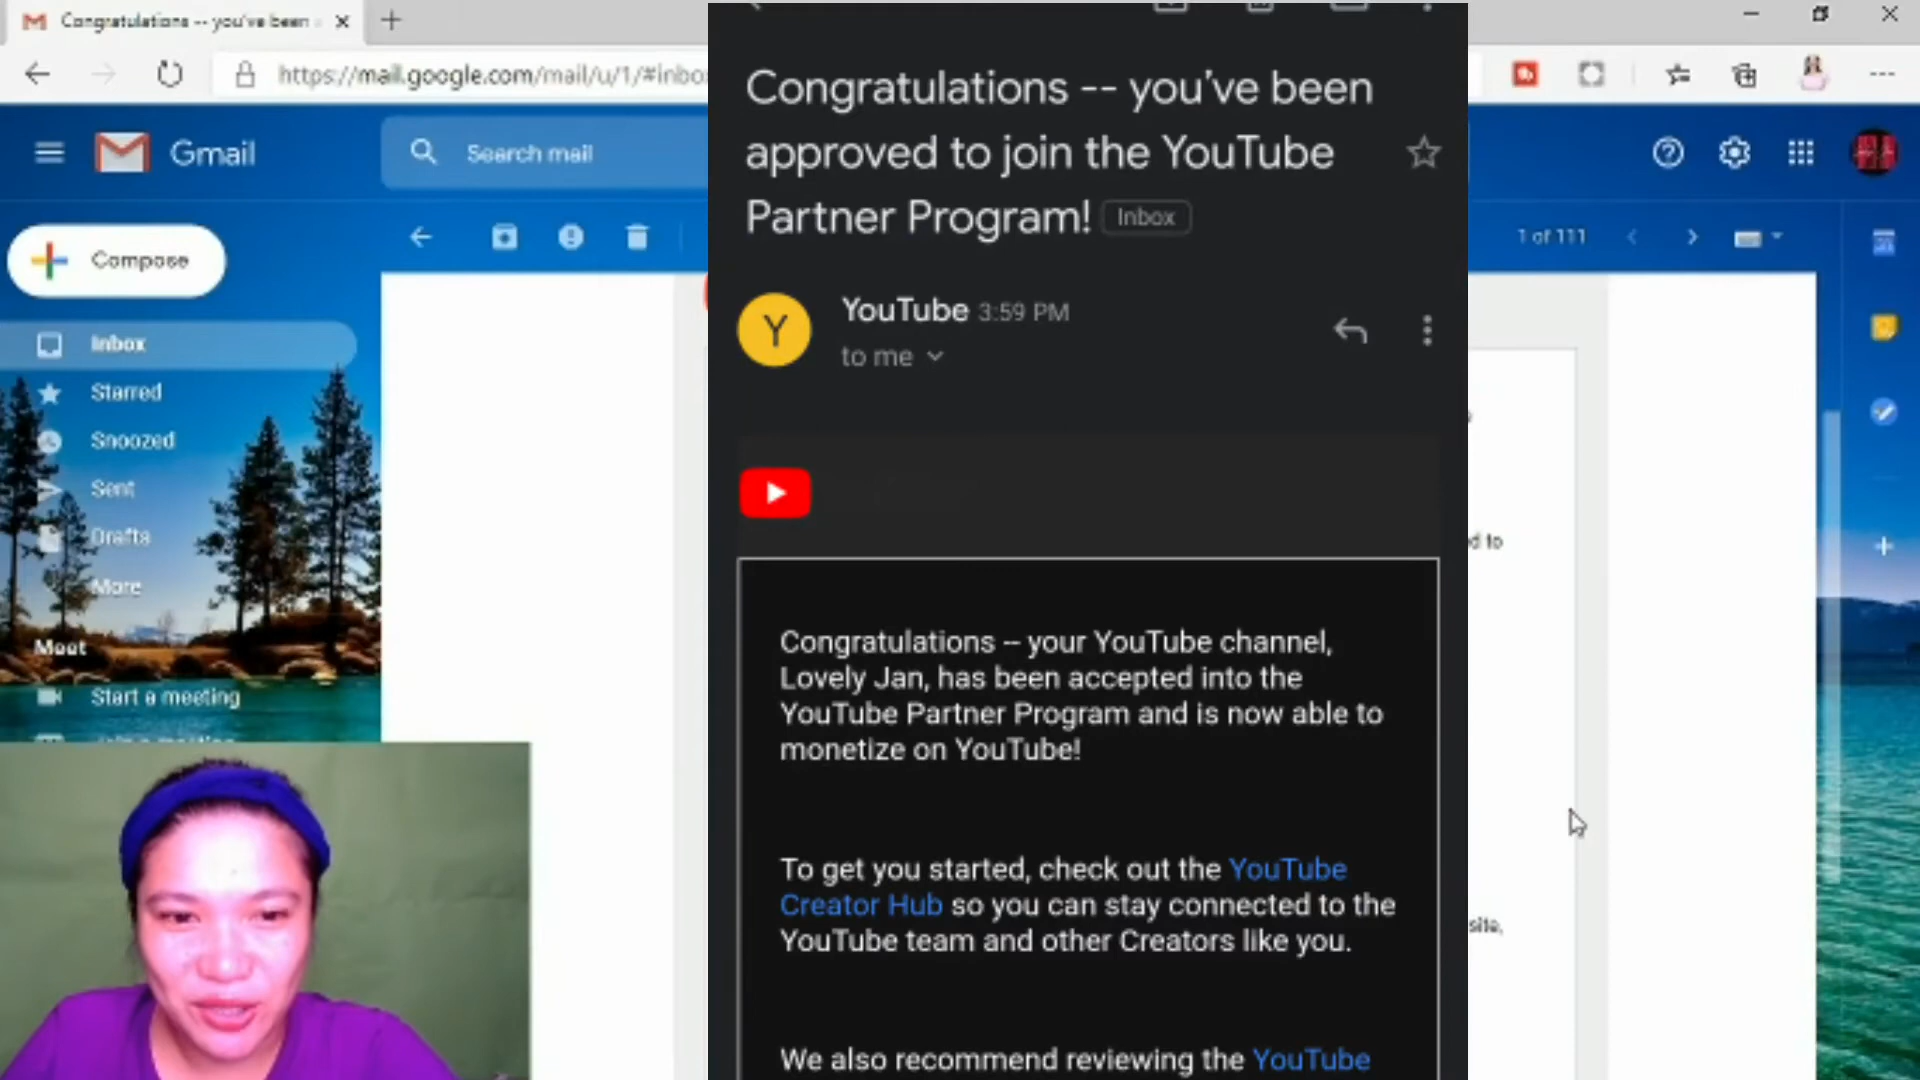 Congratulations -- you've been
https://mail.google.com/mail/u/1/#inbo
Gmail
Search mail
Compose
Inbox
Starred
Snoozed
Sent
Drafts
More
Meet
Start a meeting
Congratulations -- you've been
approved to join the YouTube
Partner Program! Inbox
Y
YouTube 3:59 PM
to me
Congratulations -- your YouTube channel,
Lovely Jan, has been accepted into the
YouTube Partner Program and is now able to
monetize on YouTube!
To get you started, check out the YouTube
Creator Hub so you can stay connected to the
YouTube team and other Creators like you.
We also recommend reviewing the YouTube
1 of 111
d to
site,